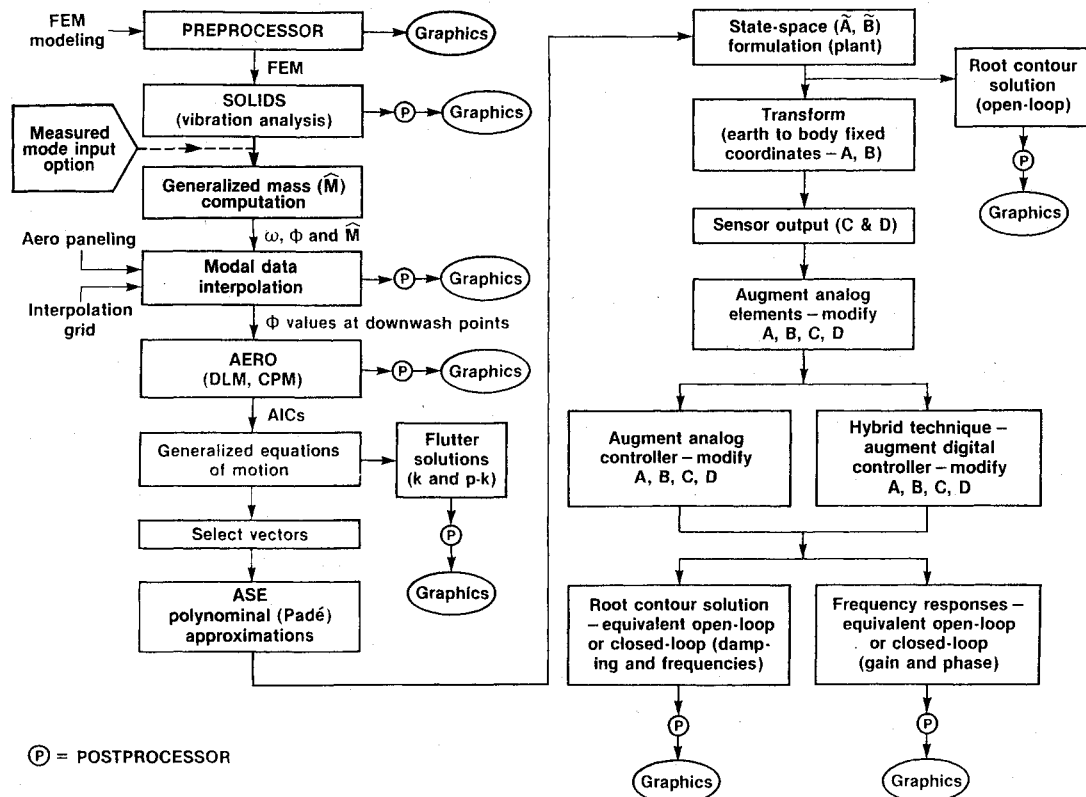 FEM
modeling
PREPROCESSOR
Graphics
FEM
SOLIDS
(vibration analysis)
P
Graphics
Measured
mode input
option
Generalized mass (M̂)
computation
ω, Φ and M̂
Aero paneling
Interpolation
grid
Modal data
interpolation
P
Graphics
Φ values at downwash points
AERO
(DLM, CPM)
P
Graphics
AICs
Generalized equations
of motion
Flutter
solutions
(k and p-k)
P
Graphics
Select vectors
ASE
polynominal (Padé)
approximations
P = POSTPROCESSOR
State-space (Ã, B̃)
formulation (plant)
Root contour
solution
(open-loop)
P
Graphics
Transform
(earth to body fixed
coordinates – A, B)
Sensor output (C & D)
Augment analog
elements – modify
A, B, C, D
Augment analog
controller – modify
A, B, C, D
Hybrid technique –
augment digital
controller – modify
A, B, C, D
Root contour solution
– equivalent open-loop
or closed-loop (damp-
ing and frequencies)
P
Graphics
Frequency responses –
equivalent open-loop
or closed-loop
(gain and phase)
P
Graphics